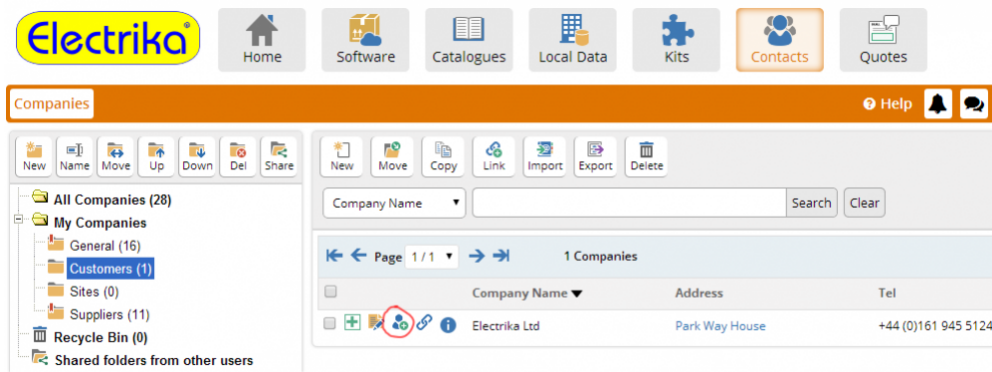 Electrika
Home
Software
Catalogues
Local Data
Kits
Contacts
Quotes
Companies
Help
New Name Move Up Down Del Share
New Move Copy Link Import Export Delete
All Companies (28)
My Companies
General (16)
Customers (1)
Sites (0)
Suppliers (11)
Recycle Bin (0)
Shared folders from other users
Company Name
Search
Clear
Page 1 / 1
1 Companies
Company Name Address Tel
Electrika Ltd Park Way House +44 (0)161 945 5124